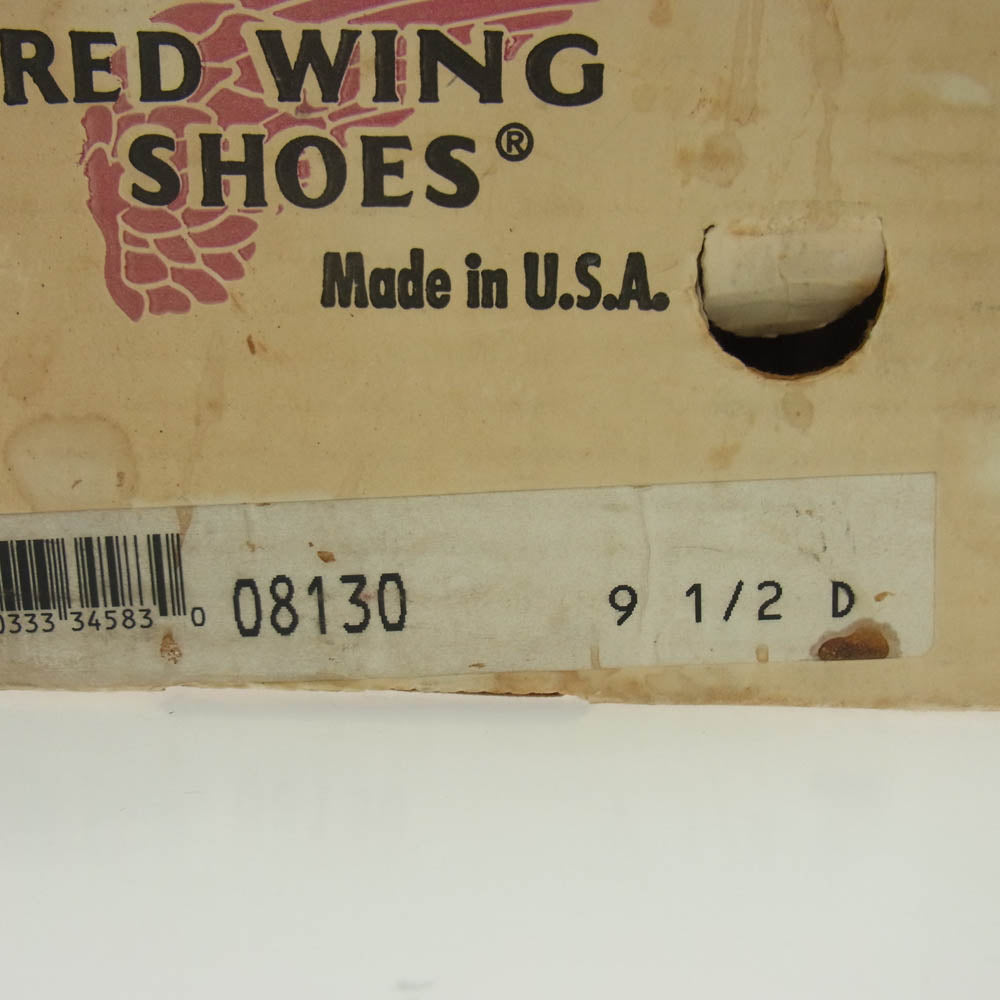 RED WING
SHOES®
Made in U.S.A.
0333 34583 0 08130 9 1/2 D